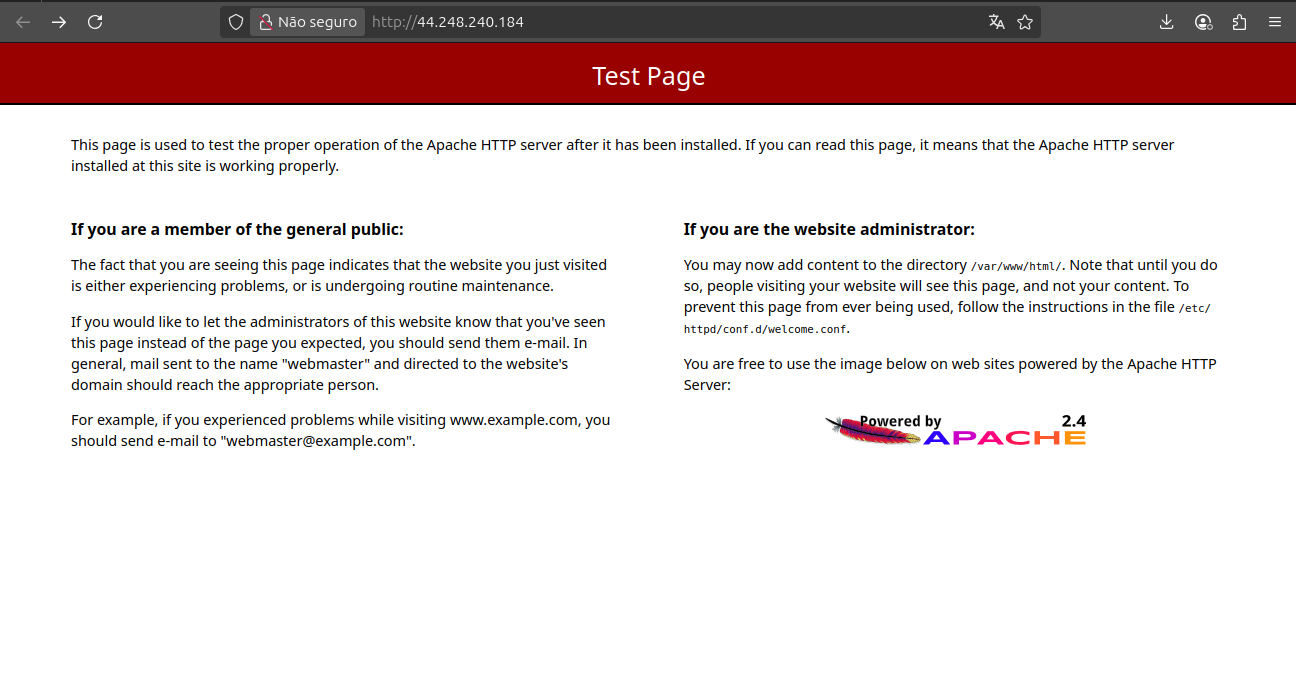 Não seguro http://44.248.240.184
Test Page
This page is used to test the proper operation of the Apache HTTP server after it has been installed. If you can read this page, it means that the Apache HTTP server
installed at this site is working properly.
If you are a member of the general public:
The fact that you are seeing this page indicates that the website you just visited
is either experiencing problems, or is undergoing routine maintenance.
If you would like to let the administrators of this website know that you've seen
this page instead of the page you expected, you should send them e-mail. In
general, mail sent to the name "webmaster" and directed to the website's
domain should reach the appropriate person.
For example, if you experienced problems while visiting www.example.com, you
should send e-mail to "webmaster@example.com".
If you are the website administrator:
You may now add content to the directory /var/www/html/. Note that until you do
so, people visiting your website will see this page, and not your content. To
prevent this page from ever being used, follow the instructions in the file /etc/
httpd/conf.d/welcome.conf.
You are free to use the image below on web sites powered by the Apache HTTP
Server:
Powered by 2.4
APACHE